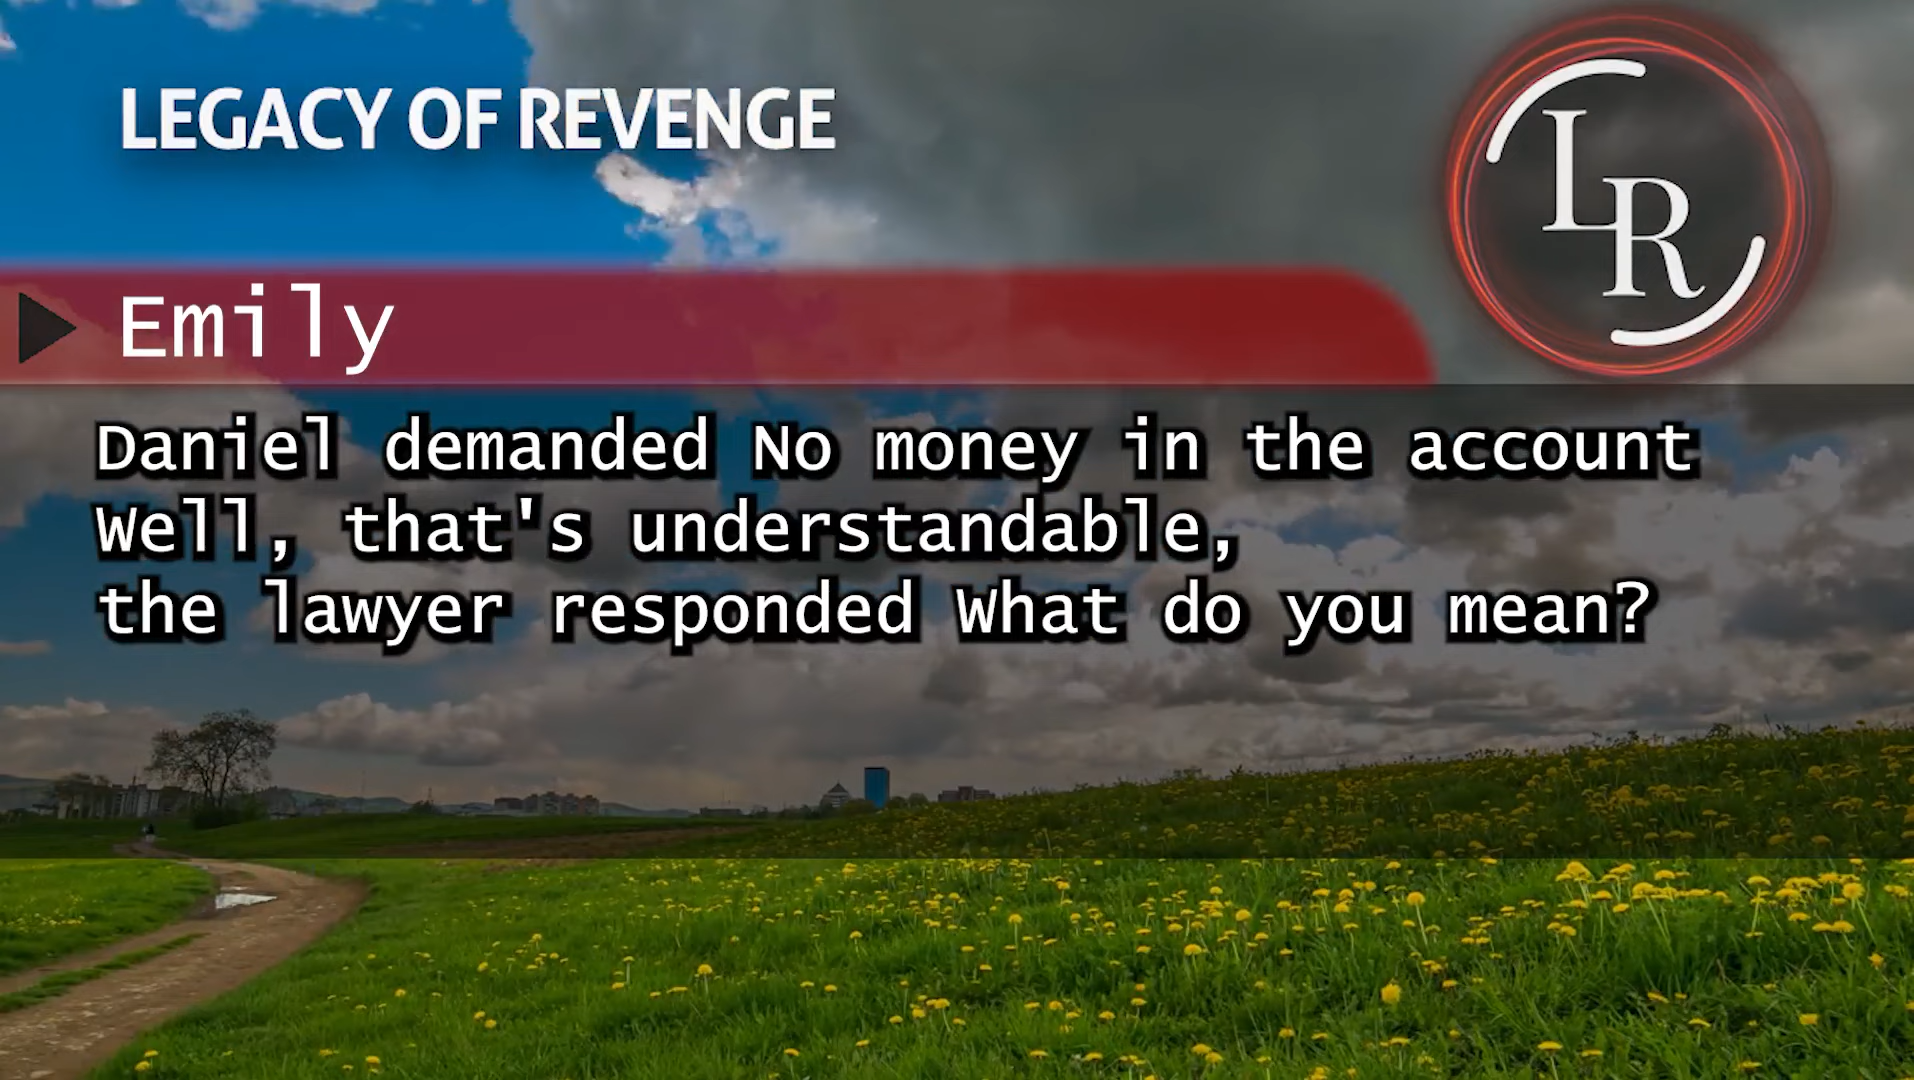 LEGACY OF REVENGE
LR
Emily
Daniel demanded No money in the account
Well, that's understandable,
the lawyer responded What do you mean?